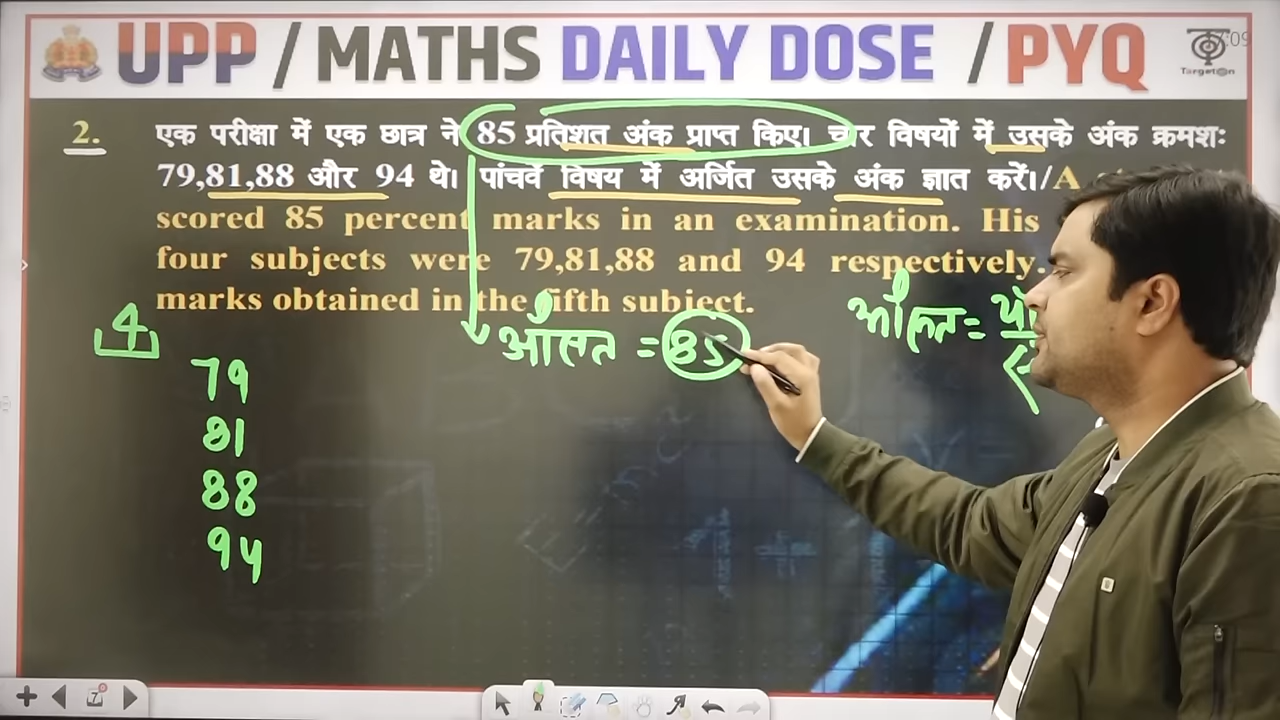 UPP / MATHS DAILY DOSE / PYQ
:09
Target@n
2. एक परीक्षा में एक छात्र ने 85 प्रतिशत अंक प्राप्त किए। चार विषयों में उसके अंक क्रमशः
79,81,88 और 94 थे। पांचवें विषय में अर्जित उसके अंक ज्ञात करें।/A
scored 85 percent marks in an examination. His
four subjects were 79,81,88 and 94 respectively.
marks obtained in the fifth subject.
4
औसत = 85
औसत =
79
81
88
94
7